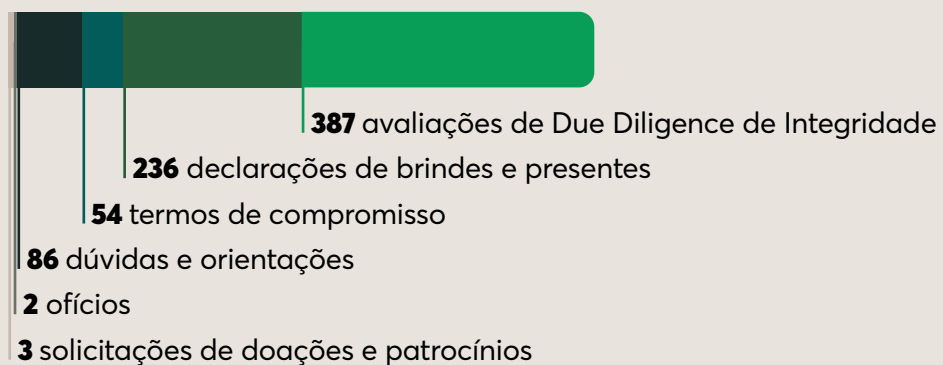 387 avaliações de Due Diligence de Integridade
236 declarações de brindes e presentes
54 termos de compromisso
86 dúvidas e orientações
2 ofícios
3 solicitações de doações e patrocínios